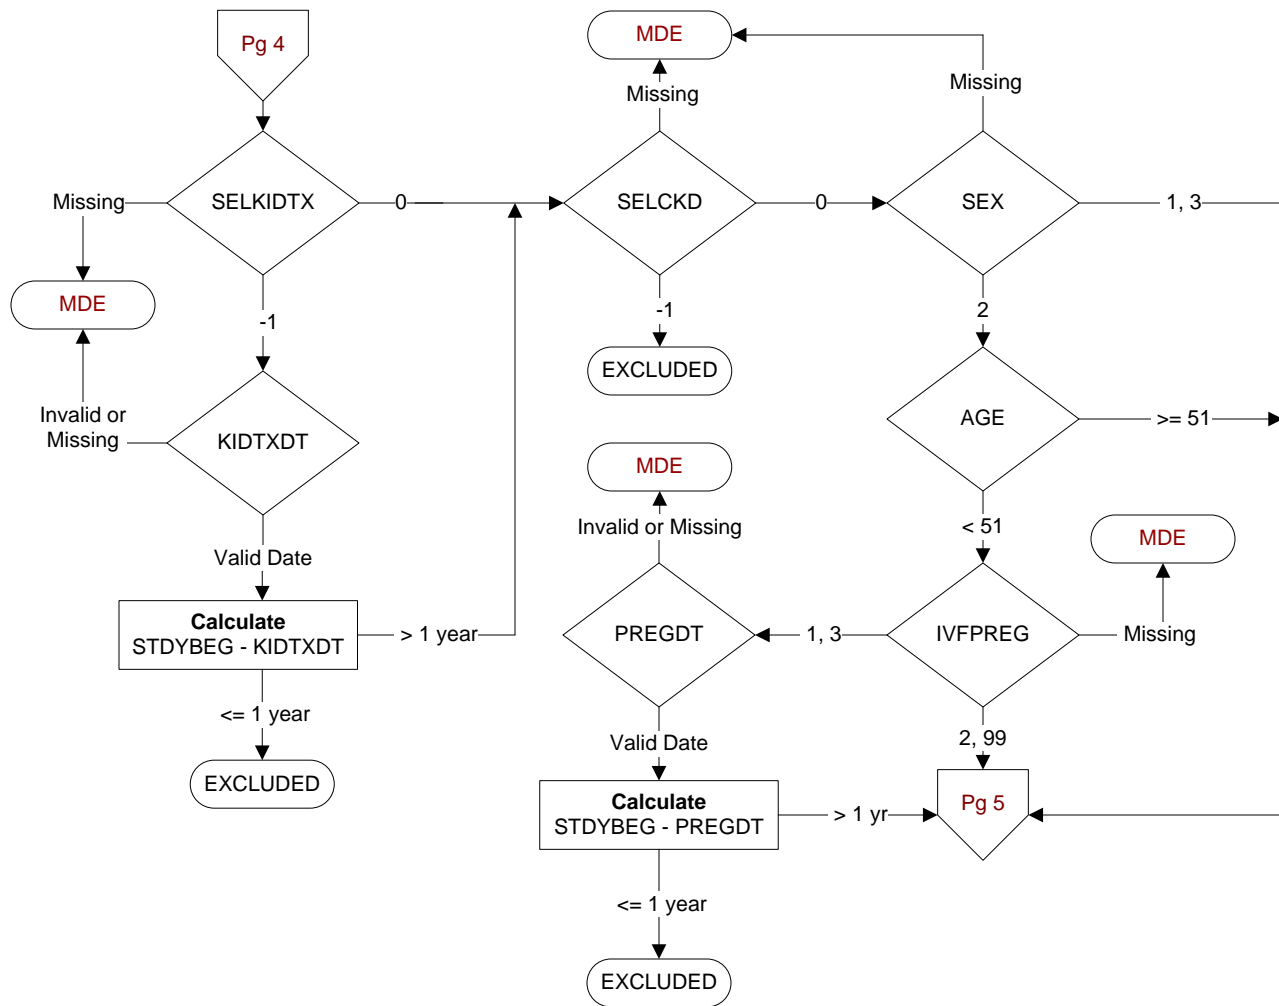 Pg 4
MDE
Missing
Missing
Missing
SELKIDTX
0
SELCKD
0
SEX
1, 3
MDE
-1
-1
2
EXCLUDED
Invalid or
Missing
KIDTXDT
AGE
>= 51
MDE
Valid Date
Invalid or Missing
< 51
MDE
Calculate
STDYBEG - KIDTXDT
> 1 year
PREGDT
1, 3
IVFPREG
Missing
<= 1 year
Valid Date
2, 99
EXCLUDED
Calculate
STDYBEG - PREGDT
> 1 yr
Pg 5
<= 1 year
EXCLUDED